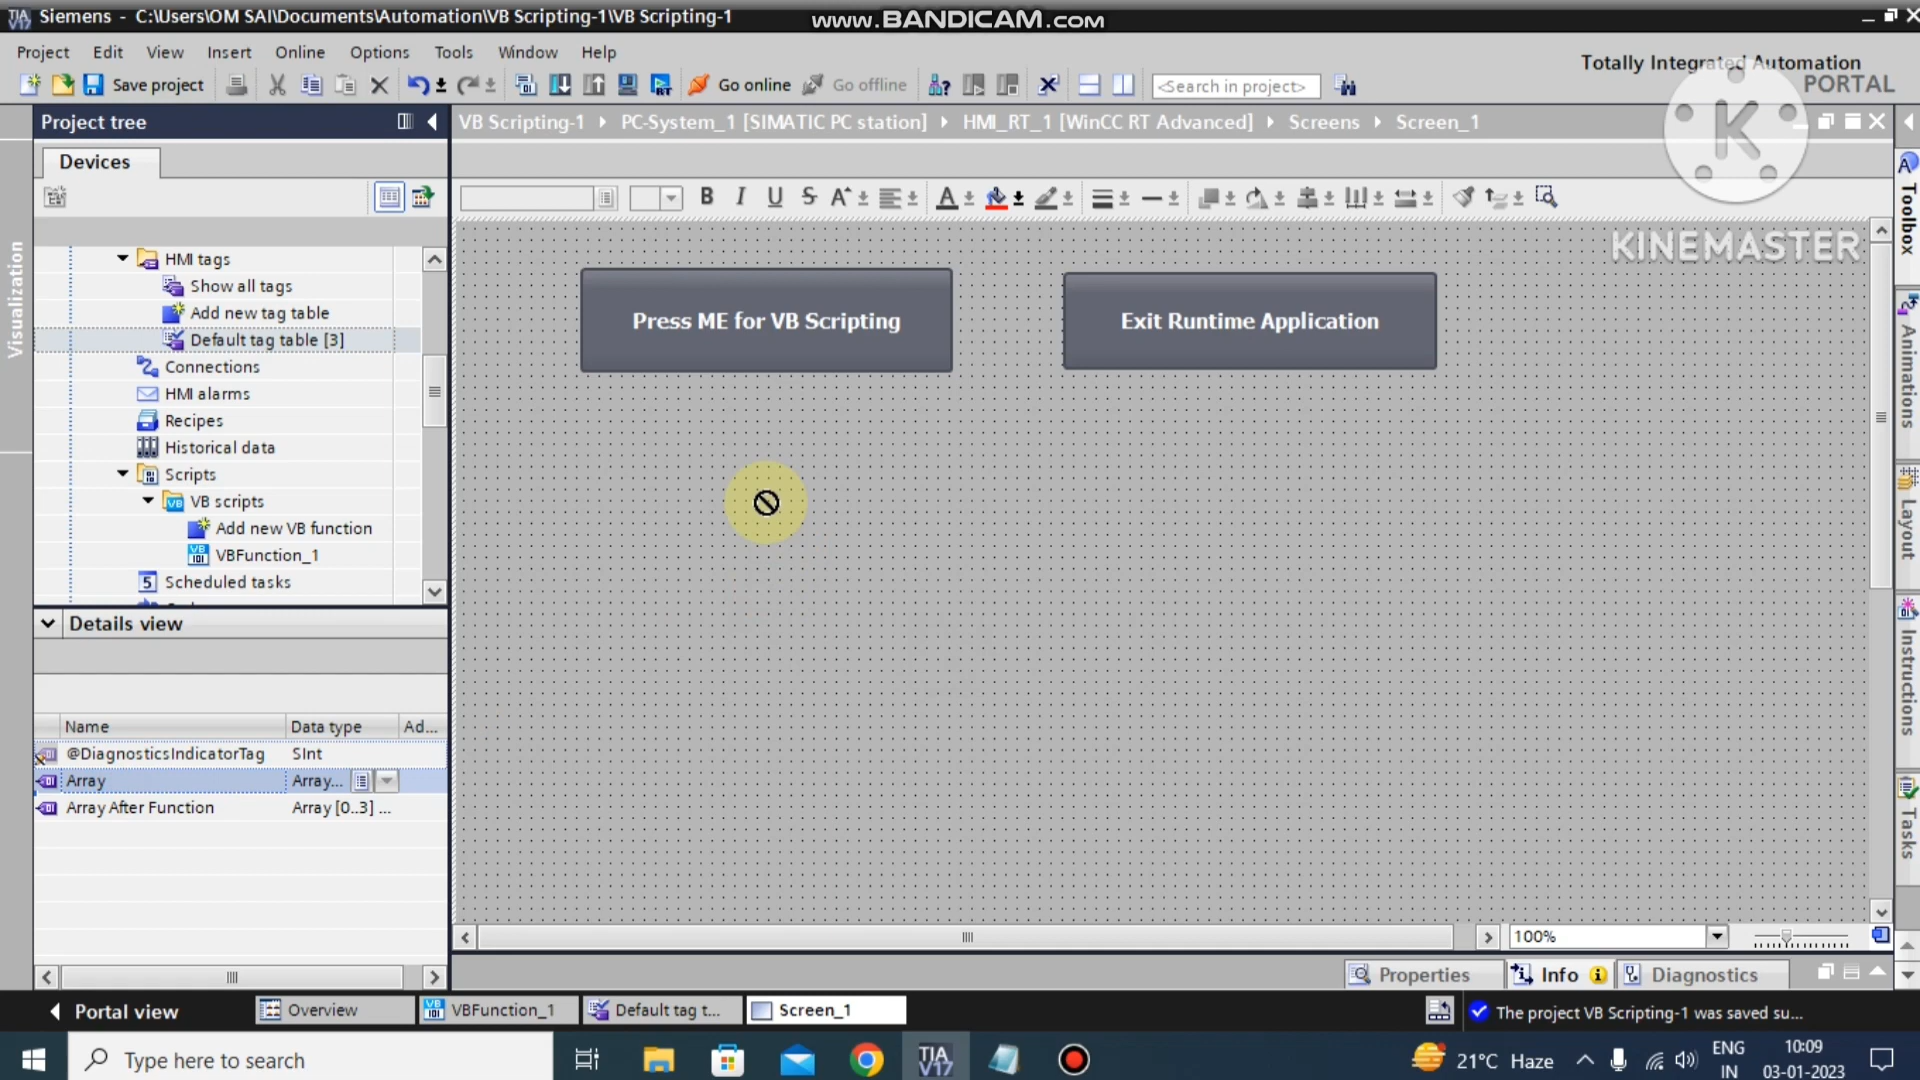 Siemens - C:\Users\OM SAI\Documents\Automation\VB Scripting-1\VB Scripting-1
www.BANDICAM.com
Project Edit View Insert Online Options Tools Window Help
Totally Integrated Automation
PORTAL
Save project
Go online
Go offline
<Search in project>
Project tree
VB Scripting-1 PC-System_1 [SIMATIC PC station] HMI_RT_1 [WinCC RT Advanced] Screens Screen_1
K
Devices
B I U S A A
KINEMASTER
Visualization
HMI tags
Show all tags
Add new tag table
Default tag table [3]
Connections
HMI alarms
Recipes
Historical data
Scripts
VB scripts
Add new VB function
VBFunction_1
Scheduled tasks
Press ME for VB Scripting
Exit Runtime Application
Toolbox
Animations
Layout
Instructions
Tasks
Details view
Name Data type Ad...
@DiagnosticsIndicatorTag SInt
Array Array...
Array After Function Array [0..3] ...
100%
Properties Info Diagnostics
Portal view
Overview
VBFunction_1
Default tag t...
Screen_1
The project VB Scripting-1 was saved su...
Type here to search
TIA V17
21°C Haze
ENG
IN
10:09
03-01-2023